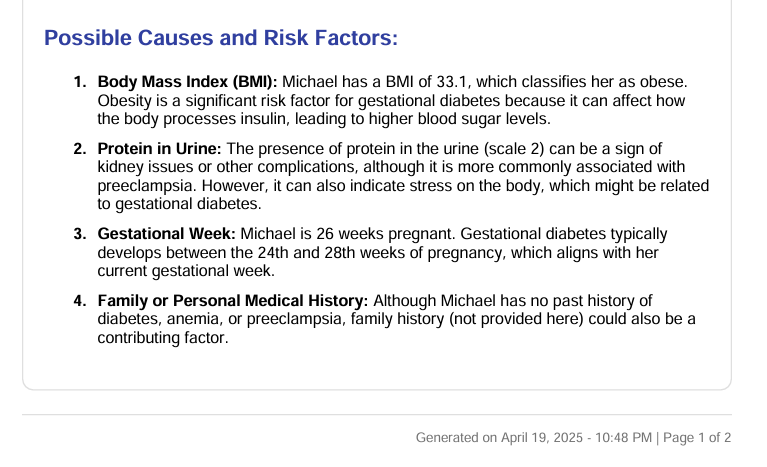 Possible Causes and Risk Factors:
1. Body Mass Index (BMI): Michael has a BMI of 33.1, which classifies her as obese.
Obesity is a significant risk factor for gestational diabetes because it can affect how
the body processes insulin, leading to higher blood sugar levels.
2. Protein in Urine: The presence of protein in the urine (scale 2) can be a sign of
kidney issues or other complications, although it is more commonly associated with
preeclampsia. However, it can also indicate stress on the body, which might be related
to gestational diabetes.
3. Gestational Week: Michael is 26 weeks pregnant. Gestational diabetes typically
develops between the 24th and 28th weeks of pregnancy, which aligns with her
current gestational week.
4. Family or Personal Medical History: Although Michael has no past history of
diabetes, anemia, or preeclampsia, family history (not provided here) could also be a
contributing factor.
Generated on April 19, 2025 - 10:48 PM | Page 1 of 2